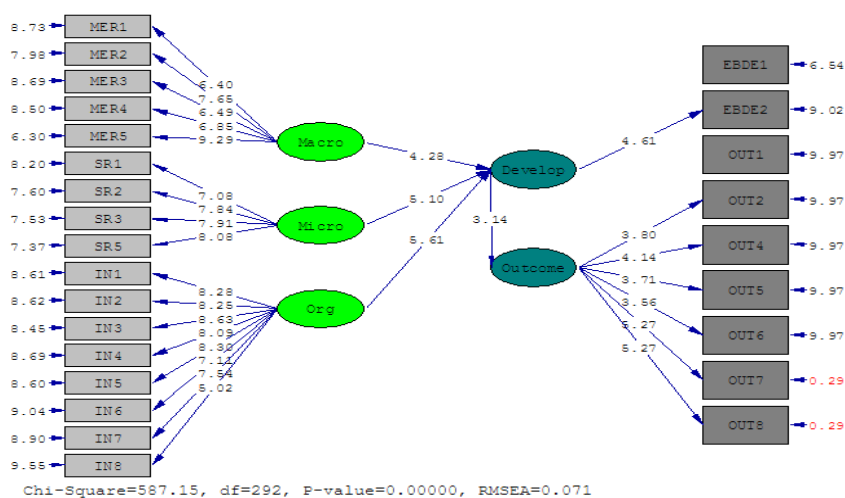 8.73 MER1
7.98 MER2
8.69 MER3
8.50 MER4
6.30 MER5
8.20 SR1
7.60 SR2
7.53 SR3
7.37 SR5
8.61 IN1
8.62 IN2
8.45 IN3
8.69 IN4
8.60 IN5
9.04 IN6
8.90 IN7
9.55 IN8
6.40
7.65
6.49
6.85
9.29
7.08
7.84
7.91
8.08
8.28
8.25
8.63
8.09
8.30
7.11
7.54
5.02
Macro
Micro
Org
4.28
5.10
5.61
Develop
3.14
Outcome
4.61
3.80
4.14
3.71
3.56
5.27
5.27
EBDE1 6.54
EBDE2 9.02
OUT1 9.97
OUT2 9.97
OUT4 9.97
OUT5 9.97
OUT6 9.97
OUT7 0.29
OUT8 0.29
Chi-Square=587.15, df=292, P-value=0.00000, RMSEA=0.071